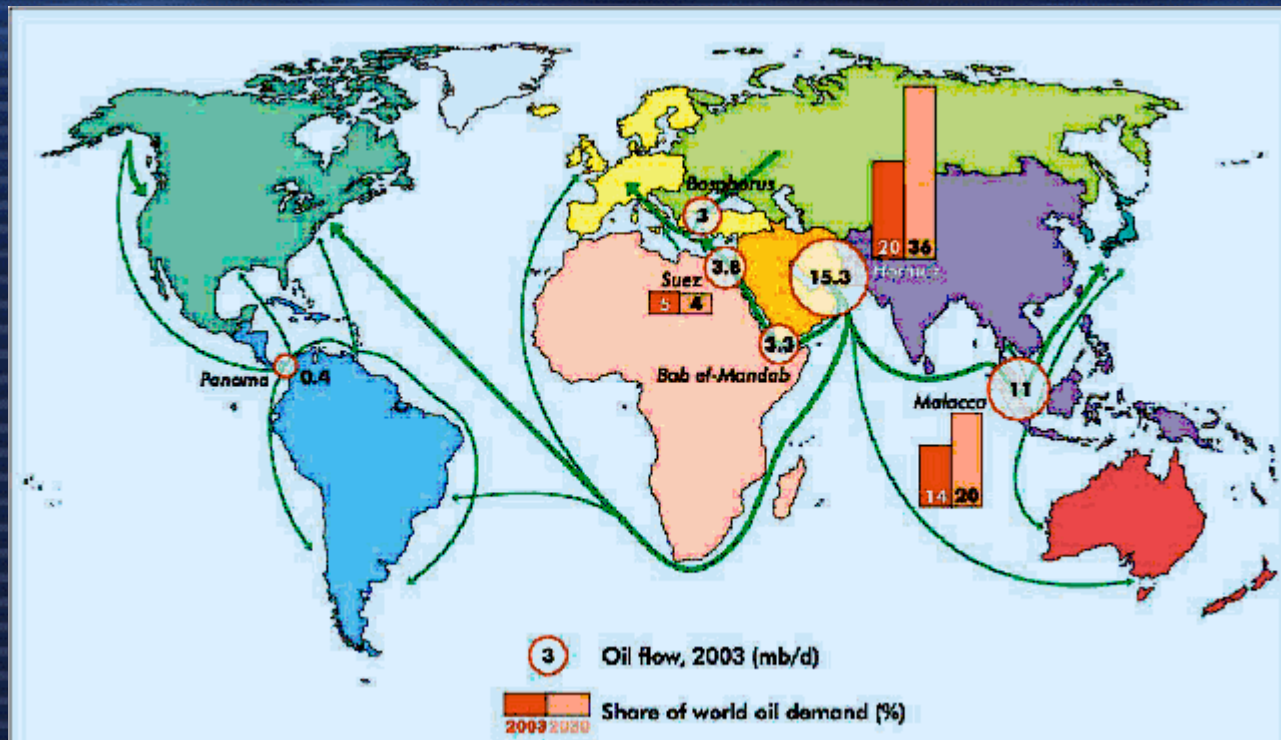 Bosphorus
3
20 36
Hormuz
3.8
15.3
Suez
5 4
3.3
Bab el-Mandab
Panama
0.4
Malacca
11
14 20
3 Oil flow, 2003 (mb/d)
Share of world oil demand (%)
2003 2030